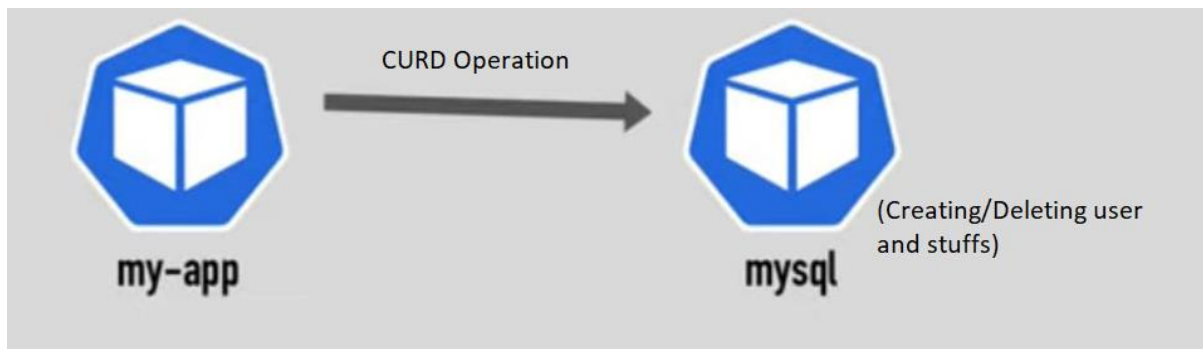 CURD Operation
(Creating/Deleting user
and stuffs)
my-app
mysql